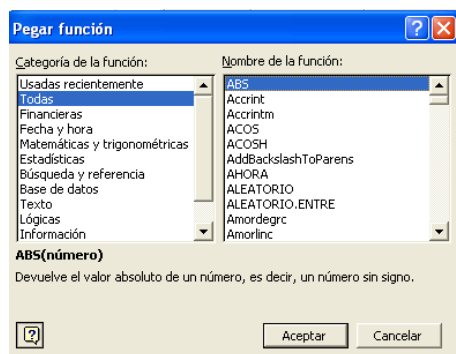 Pegar función
Categoría de la función:
Nombre de la función:
Usadas recientemente
Todas
Financieras
Fecha y hora
Matemáticas y trigonométricas
Estadísticas
Búsqueda y referencia
Base de datos
Texto
Lógicas
Información
ABS
Accrint
Accrintm
ACOS
ACOSH
AddBackslashToParens
AHORA
ALEATORIO
ALEATORIO.ENTRE
Amordegrc
Amorlinc
ABS(número)
Devuelve el valor absoluto de un número, es decir, un número sin signo.
Aceptar
Cancelar